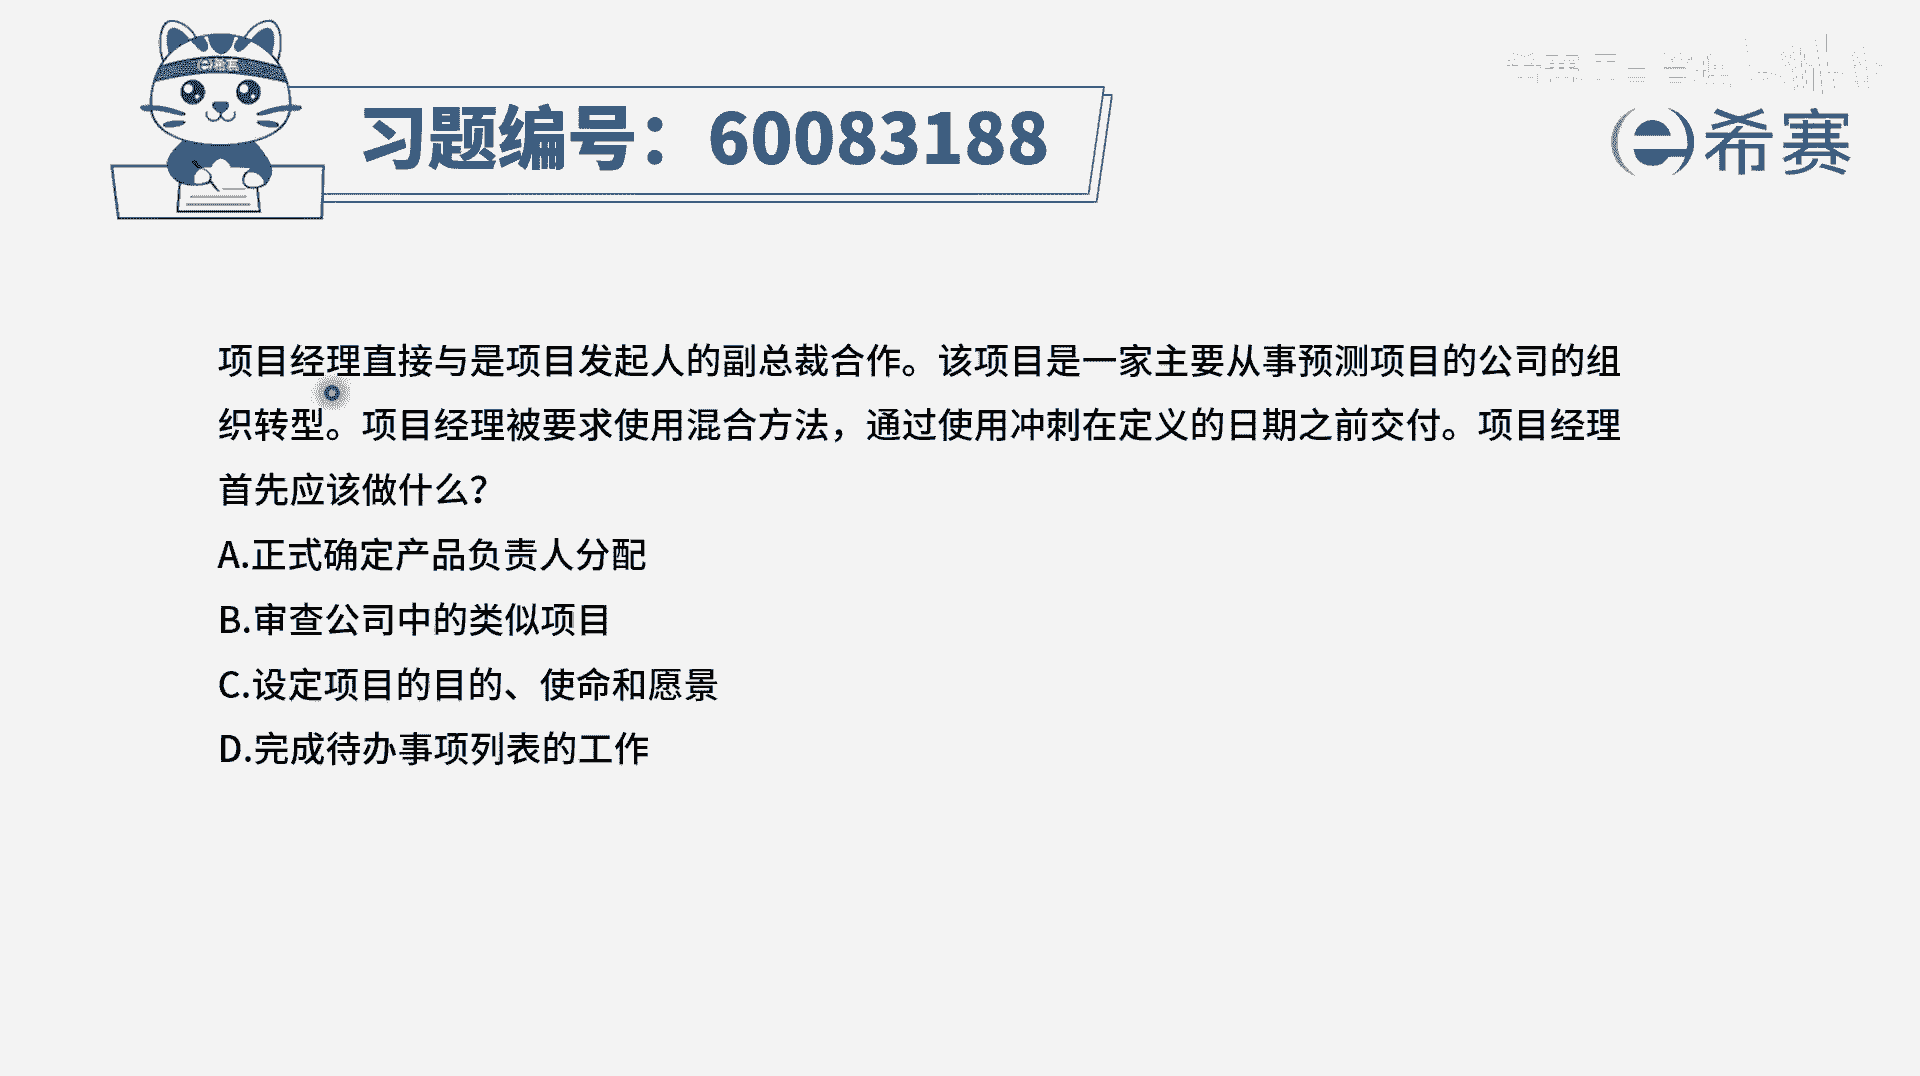 习题编号：60083188
希赛
希赛
项目经理直接与是项目发起人的副总裁合作。该项目是一家主要从事预测项目的公司的组
织转型。项目经理被要求使用混合方法，通过使用冲刺在定义的日期之前交付。项目经理
首先应该做什么？
A.正式确定产品负责人分配
B.审查公司中的类似项目
C.设定项目的目的、使命和愿景
D.完成待办事项列表的工作